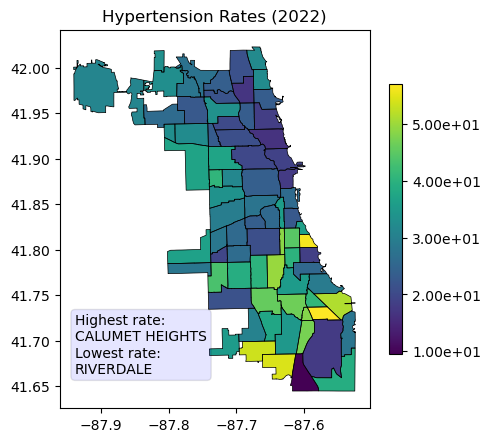 Hypertension Rates (2022)
42.00
41.95
41.90
41.85
41.80
41.75
41.70
41.65
−87.9
−87.8
−87.7
−87.6
5.00e+01
4.00e+01
3.00e+01
2.00e+01
1.00e+01
Highest rate:
CALUMET HEIGHTS
Lowest rate:
RIVERDALE